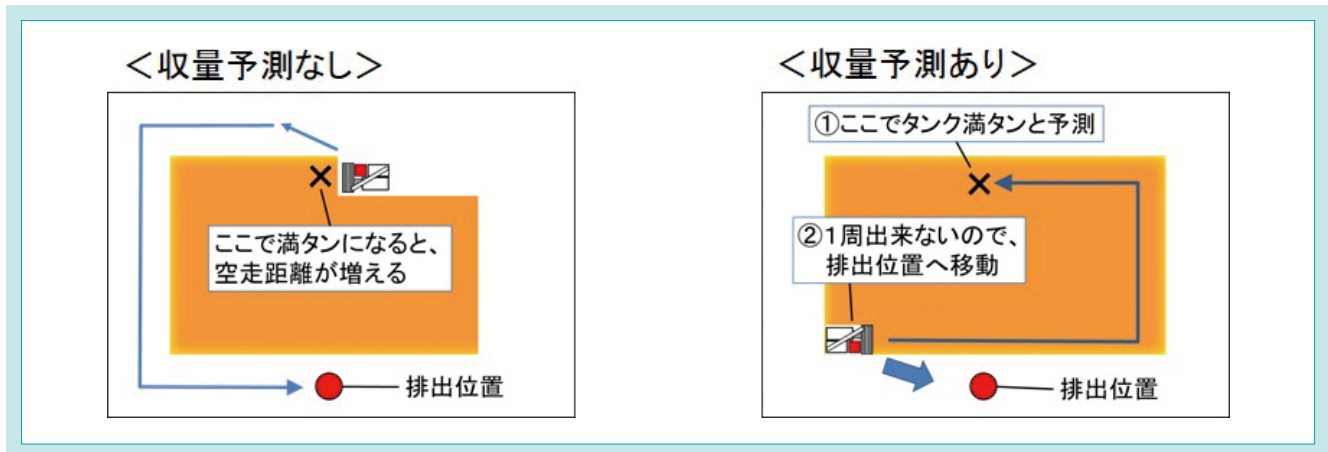 ＜収量予測なし＞
ここで満タンになると、
空走距離が増える
排出位置
＜収量予測あり＞
①ここでタンク満タンと予測
②1周出来ないので、
排出位置へ移動
排出位置